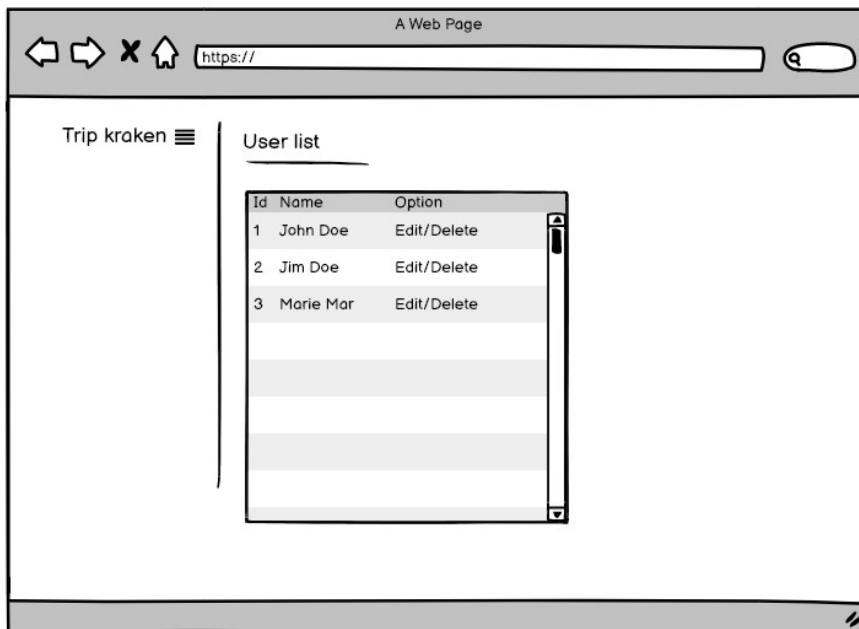 A Web Page
https://
Trip kraken
User list
Id Name Option
1 John Doe Edit/Delete
2 Jim Doe Edit/Delete
3 Marie Mar Edit/Delete